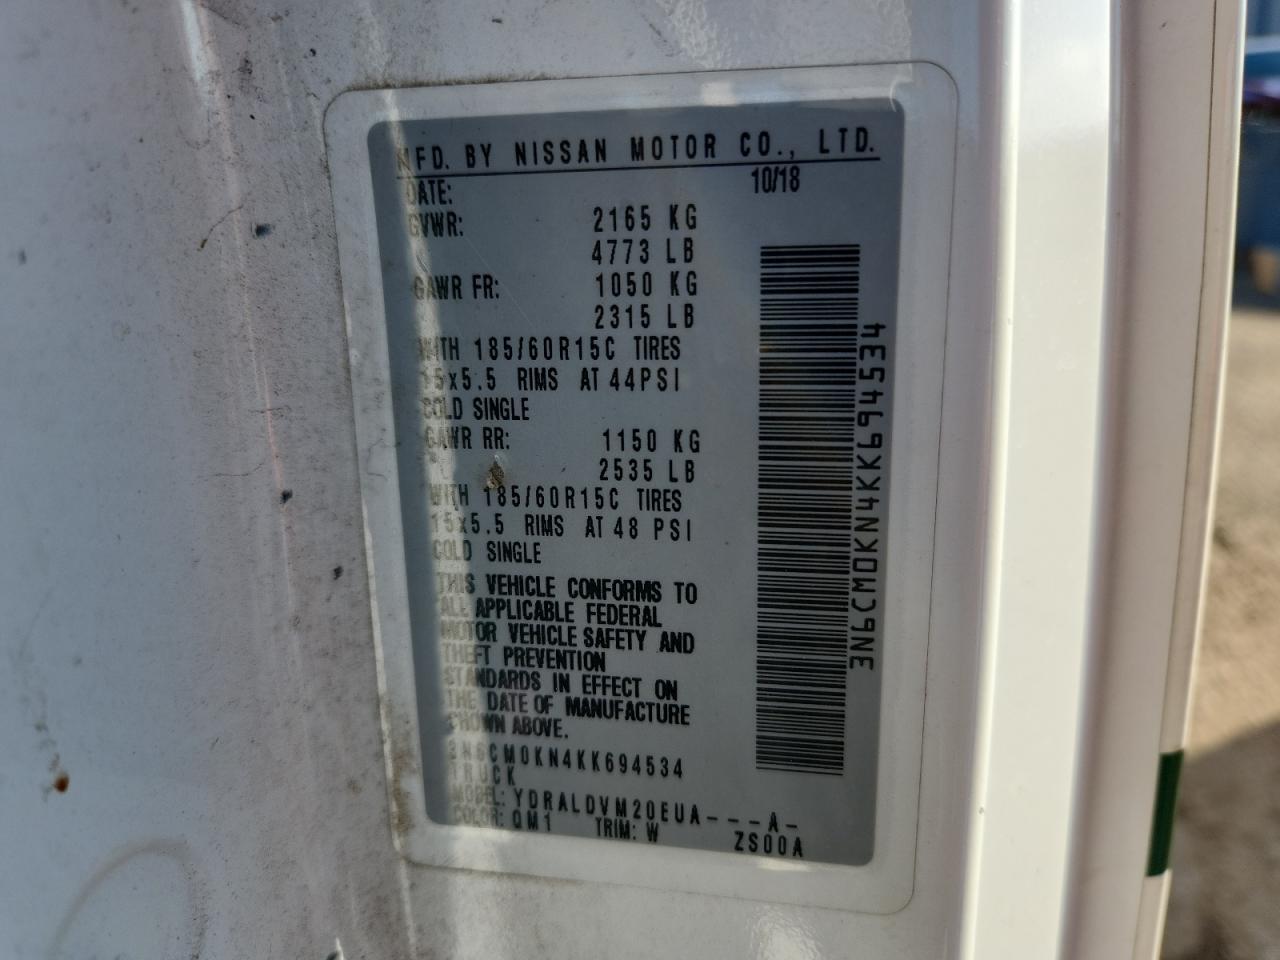 MFD. BY NISSAN MOTOR CO., LTD.
DATE: 10/18
GVWR: 2165 KG
4773 LB
GAWR FR: 1050 KG
2315 LB
WITH 185/60R15C TIRES
15x5.5 RIMS AT 44PSI
COLD SINGLE
GAWR RR: 1150 KG
2535 LB
WITH 185/60R15C TIRES
15x5.5 RIMS AT 48 PSI
COLD SINGLE
THIS VEHICLE CONFORMS TO
ALL APPLICABLE FEDERAL
MOTOR VEHICLE SAFETY AND
THEFT PREVENTION
STANDARDS IN EFFECT ON
THE DATE OF MANUFACTURE
SHOWN ABOVE.
3N6CM0KN4KK694534
TRUCK
MODEL: YDRALDVM20EUA---A-
COLOR: QM1 TRIM: W ZS00A
3N6CM0KN4KK694534